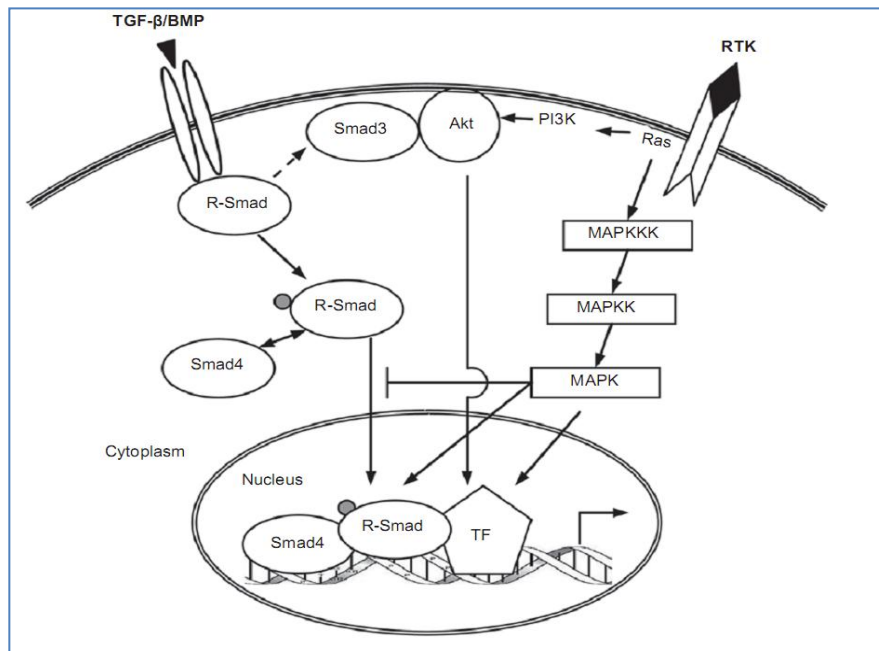 TGF-β/BMP
RTK
Smad3
Akt
PI3K
Ras
R-Smad
MAPKKK
R-Smad
MAPKK
Smad4
MAPK
Cytoplasm
Nucleus
Smad4
R-Smad
TF